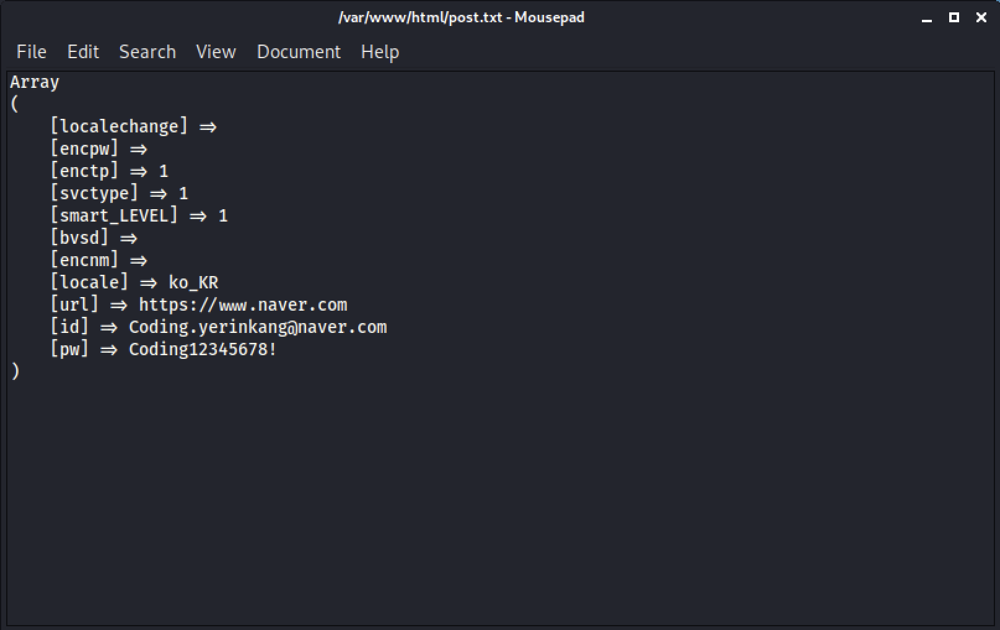 /var/www/html/post.txt - Mousepad
File Edit Search View Document Help
Array
(
    [localechange] =>
    [encpw] =>
    [enctp] => 1
    [svctype] => 1
    [smart_LEVEL] => 1
    [bvsd] =>
    [encnm] =>
    [locale] => ko_KR
    [url] => https://www.naver.com
    [id] => Coding.yerinkang@naver.com
    [pw] => Coding12345678!
)